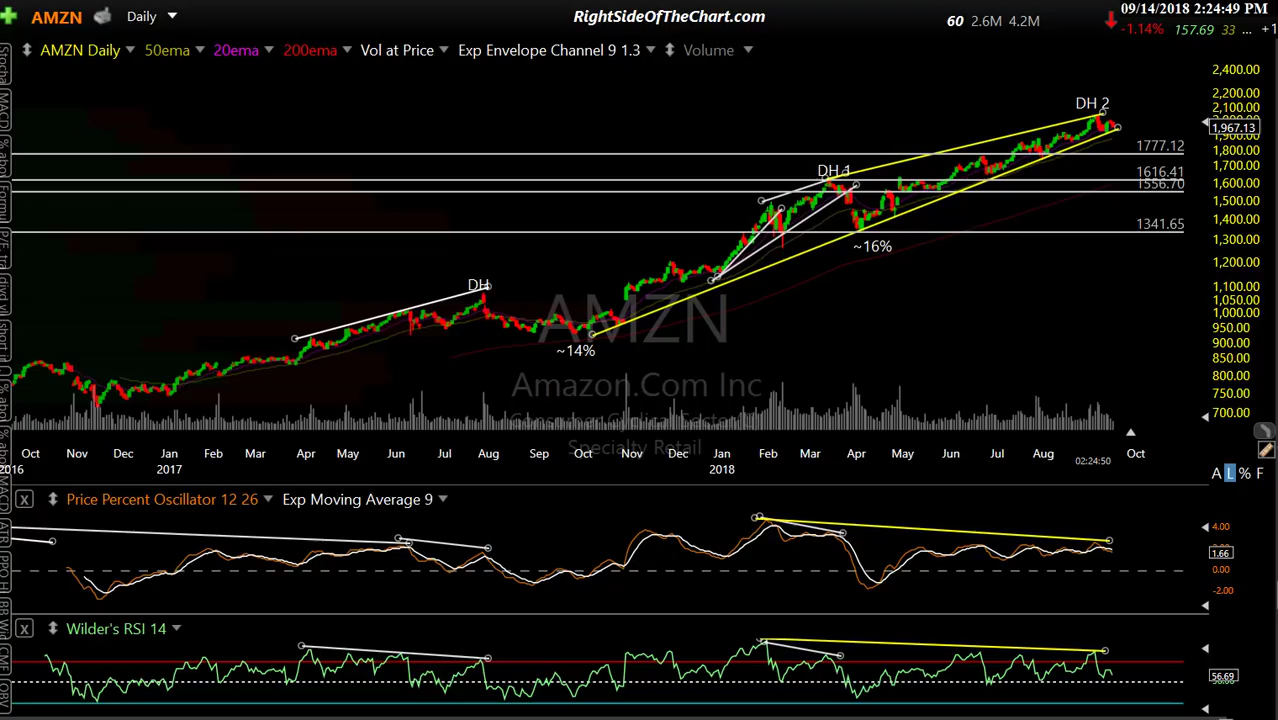 AMZN Daily RightSideOfTheChart.com 60 2.6M 4.2M 09/14/2018 2:24:49 PM
-1.14% 157.69 33 ... +1
AMZN Daily 50ema 20ema 200ema Vol at Price Exp Envelope Channel 9 1.3 Volume
2,400.00
2,200.00
DH 2
2,100.00
1,967.13
1777.12
1,800.00
1,700.00
DH 1
1616.41
1,600.00
1556.70
1,500.00
1341.65
1,400.00
~16%
1,300.00
1,200.00
DH
1,100.00
1,050.00
AMZN
1,000.00
950.00
~14%
900.00
850.00
Amazon.Com Inc
800.00
750.00
700.00
Specialty Retail
Oct Nov Dec Jan Feb Mar Apr May Jun Jul Aug Sep Oct Nov Dec Jan Feb Mar Apr May Jun Jul Aug 02:24:50 Oct
2016 2017 2018
A L % F
X Price Percent Oscillator 12 26 Exp Moving Average 9
4.00
1.66
0.00
-2.00
X Wilder's RSI 14
56.69